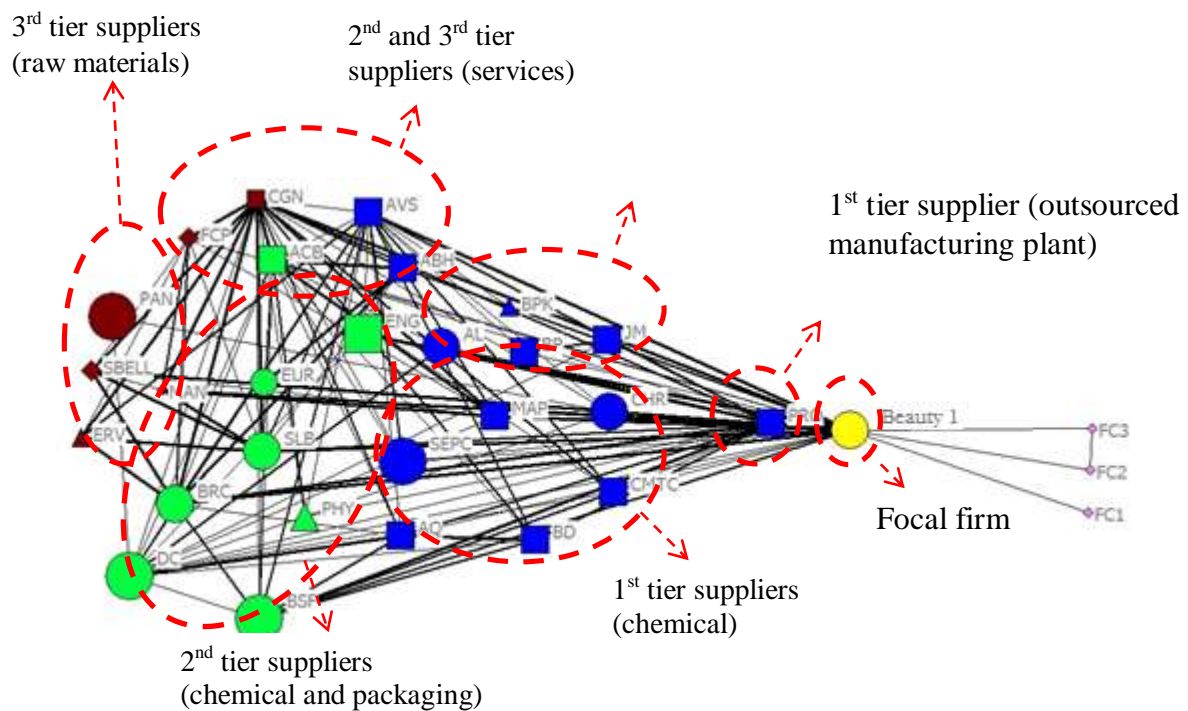 3rd tier suppliers
(raw materials)
2nd and 3rd tier
suppliers (services)
1st tier supplier (outsourced
manufacturing plant)
CGN
AVS
FCP
ACB
ABH
PAN
BPK
ENG
AL
JM
SBELL
EUR
MAN
MAP
CHR
PRO
Beauty 1
FC3
ERV
SLB
SEPC
FC2
BRC
CMTC
PHY
FC1
Focal firm
AQ
BD
DC
BSF
1st tier suppliers
(chemical)
2nd tier suppliers
(chemical and packaging)